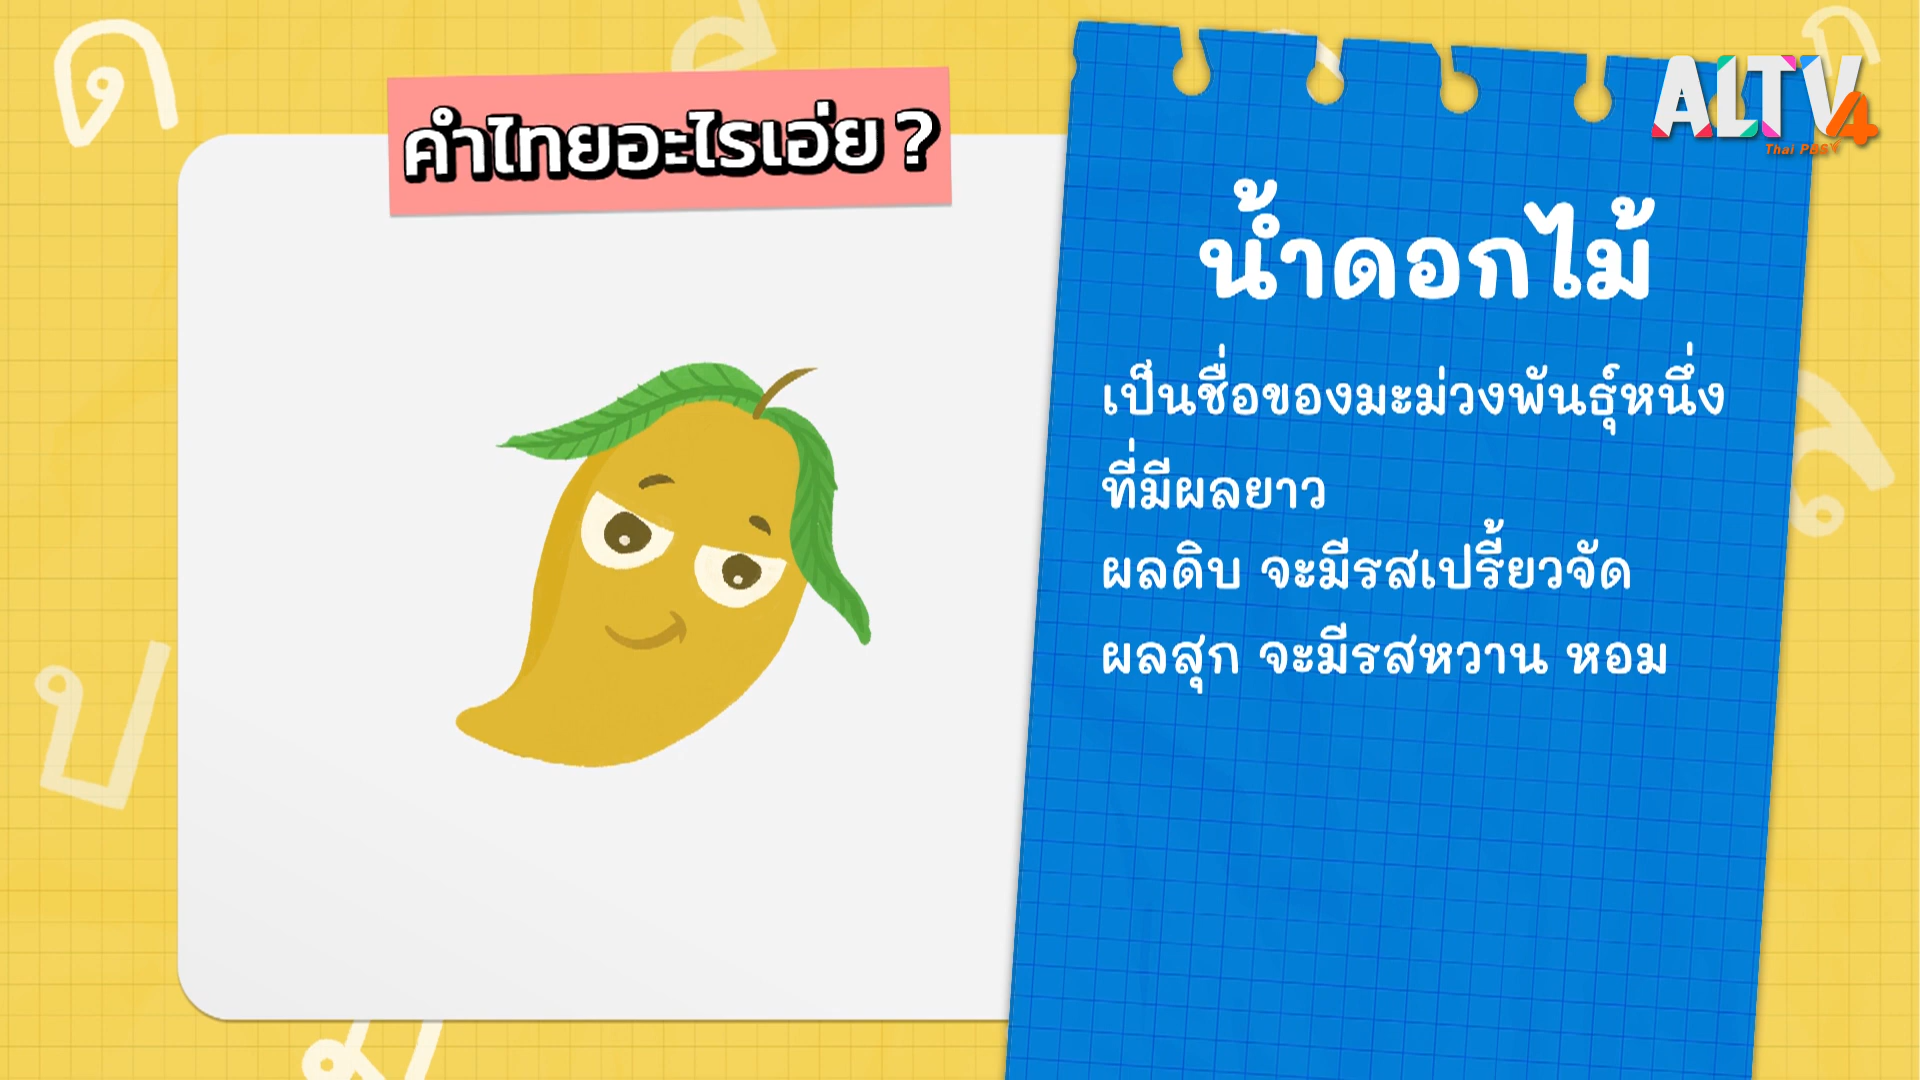 คำไทยอะไรเอ่ย ?
ALTV4
Thai PBS
น้ำดอกไม้
เป็นชื่อของมะม่วงพันธุ์หนึ่ง
ที่มีผลยาว
ผลดิบ จะมีรสเปรี้ยวจัด
ผลสุก จะมีรสหวาน หอม
ด
ป